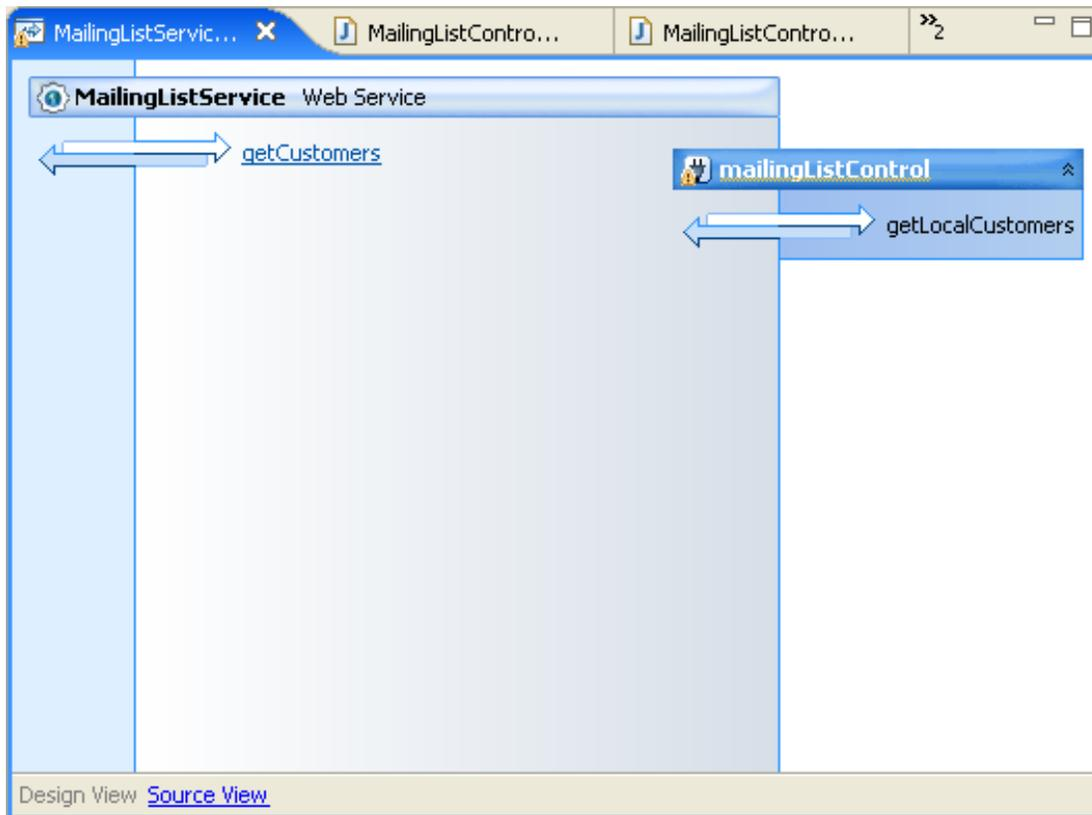 MailingListServic... MailingListContro... MailingListContro... »2
MailingListService Web Service
getCustomers
mailingListControl
getLocalCustomers
Design View Source View